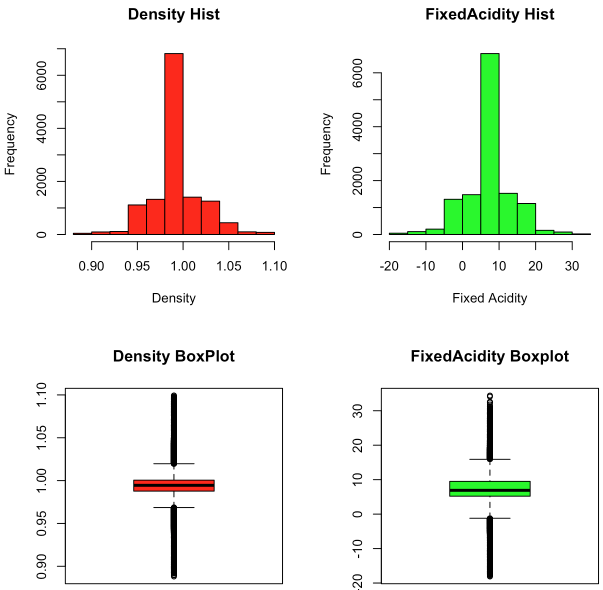 Density Hist
Frequency
0 2000 4000 6000
0.90 0.95 1.00 1.05 1.10
Density
FixedAcidity Hist
Frequency
0 2000 4000 6000
-20 -10 0 10 20 30
Fixed Acidity
Density BoxPlot
0.90 0.95 1.00 1.05 1.10
FixedAcidity Boxplot
-20 -10 0 10 20 30